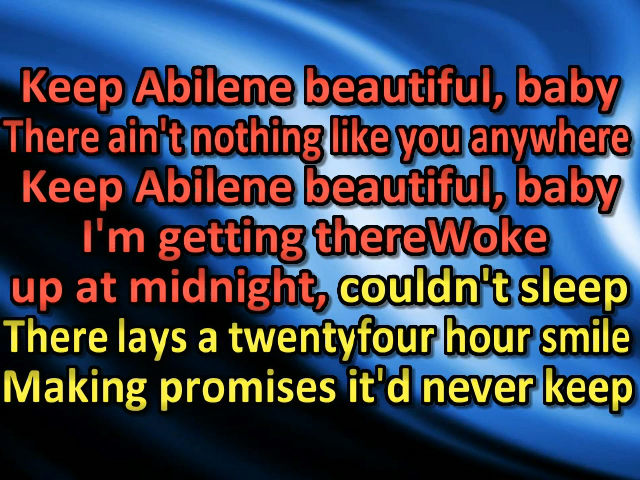 Keep Abilene beautiful, baby
There ain't nothing like you anywhere
Keep Abilene beautiful, baby
I'm getting thereWoke
up at midnight, couldn't sleep
There lays a twentyfour hour smile
Making promises it'd never keep